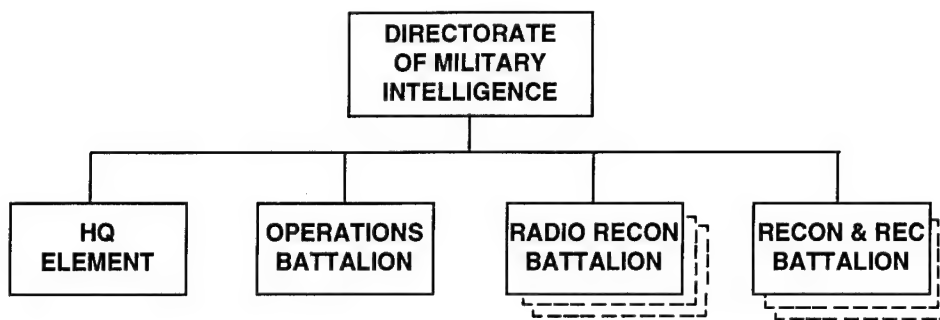 DIRECTORATE
OF MILITARY
INTELLIGENCE
HQ
ELEMENT
OPERATIONS
BATTALION
RADIO RECON
BATTALION
RECON & REC
BATTALION